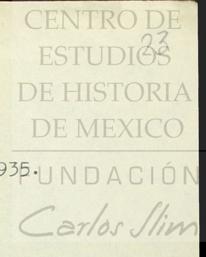 CENTRO DE
23
ESTUDIOS
DE HISTORIA
DE MEXICO
935.
FUNDACIÓN
Carlos Slim